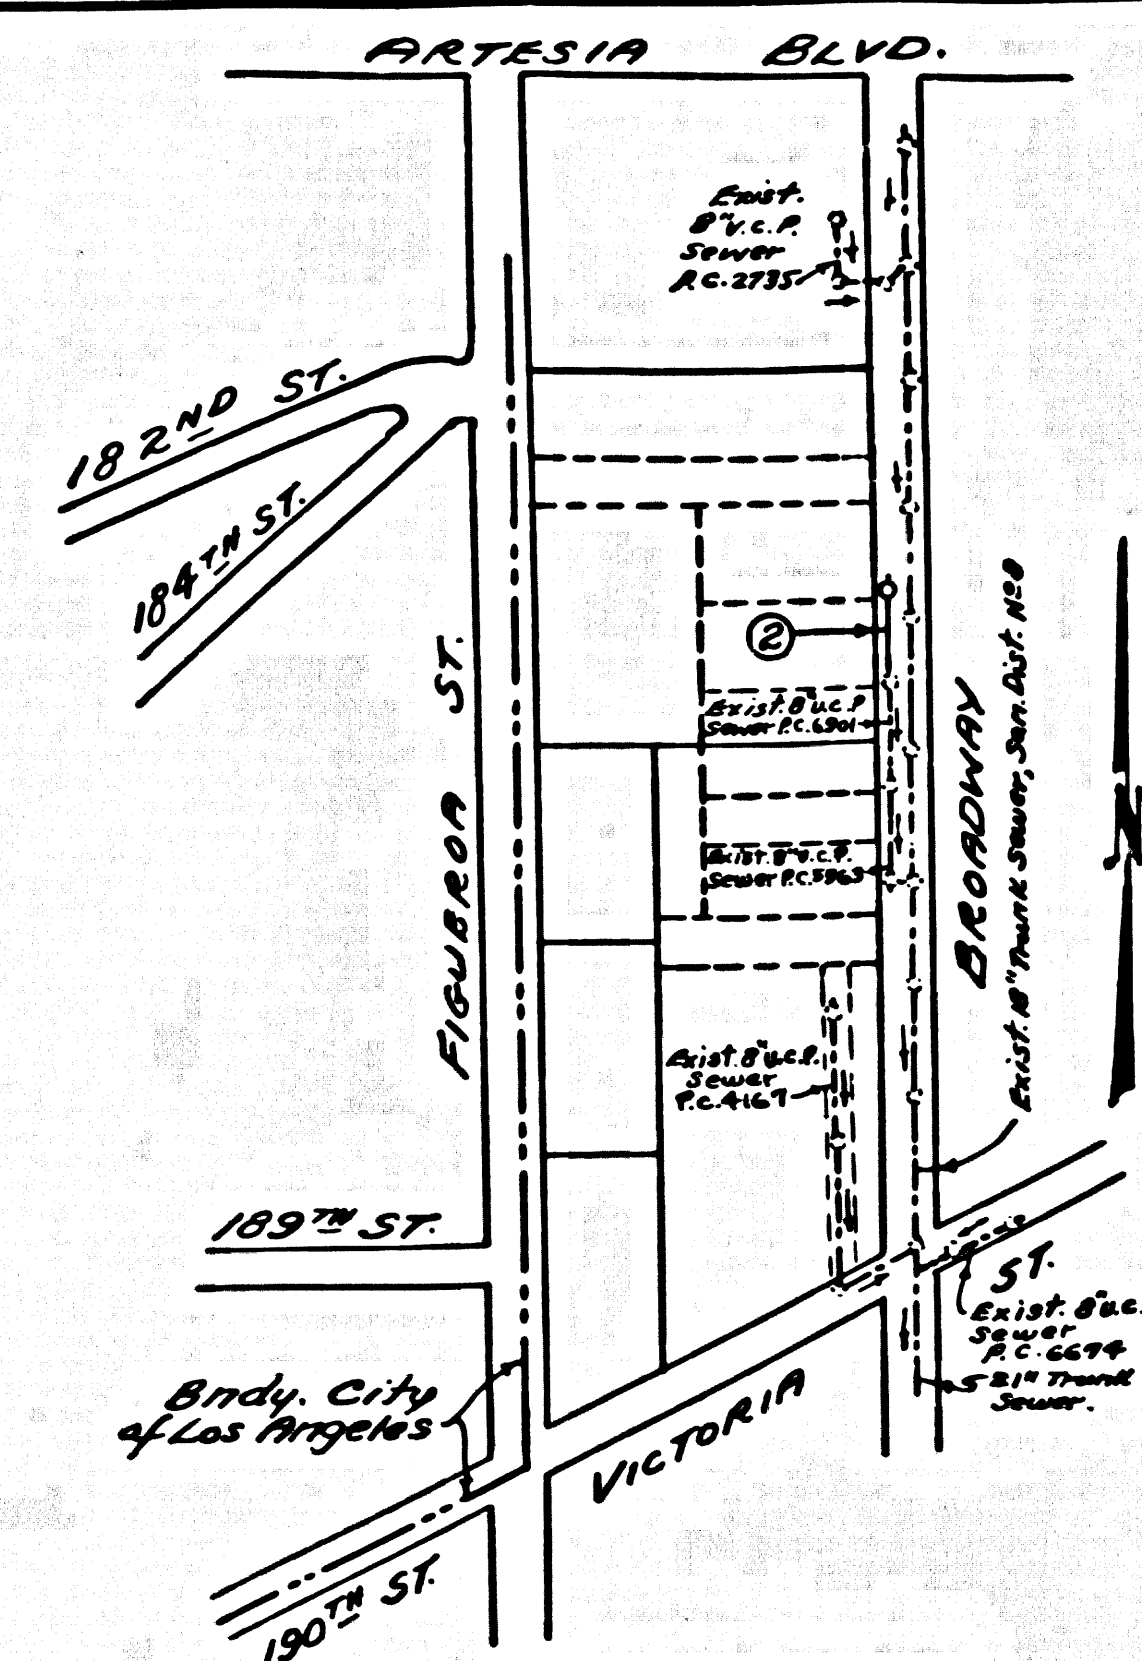 ARTESIA BLVD.
Exist.
8" V.C.P.
Sewer
P.C. 2735
182ND ST.
184TH ST.
FIGUEROA ST.
2
Exist. 8" V.C.P.
Sewer P.C. 6901
Exist. 8" V.C.P.
Sewer P.C. 5963
BROADWAY
Exist. 18" Trunk Sewer, San. Dist. No 8
N
Exist. 8" V.C.P.
Sewer
P.C. 4167
189TH ST.
VICTORIA ST.
Exist. 8" V.C.
Sewer
P.C. 6694
21" Trunk
Sewer.
Bndy. City
of Los Angeles
190TH ST.